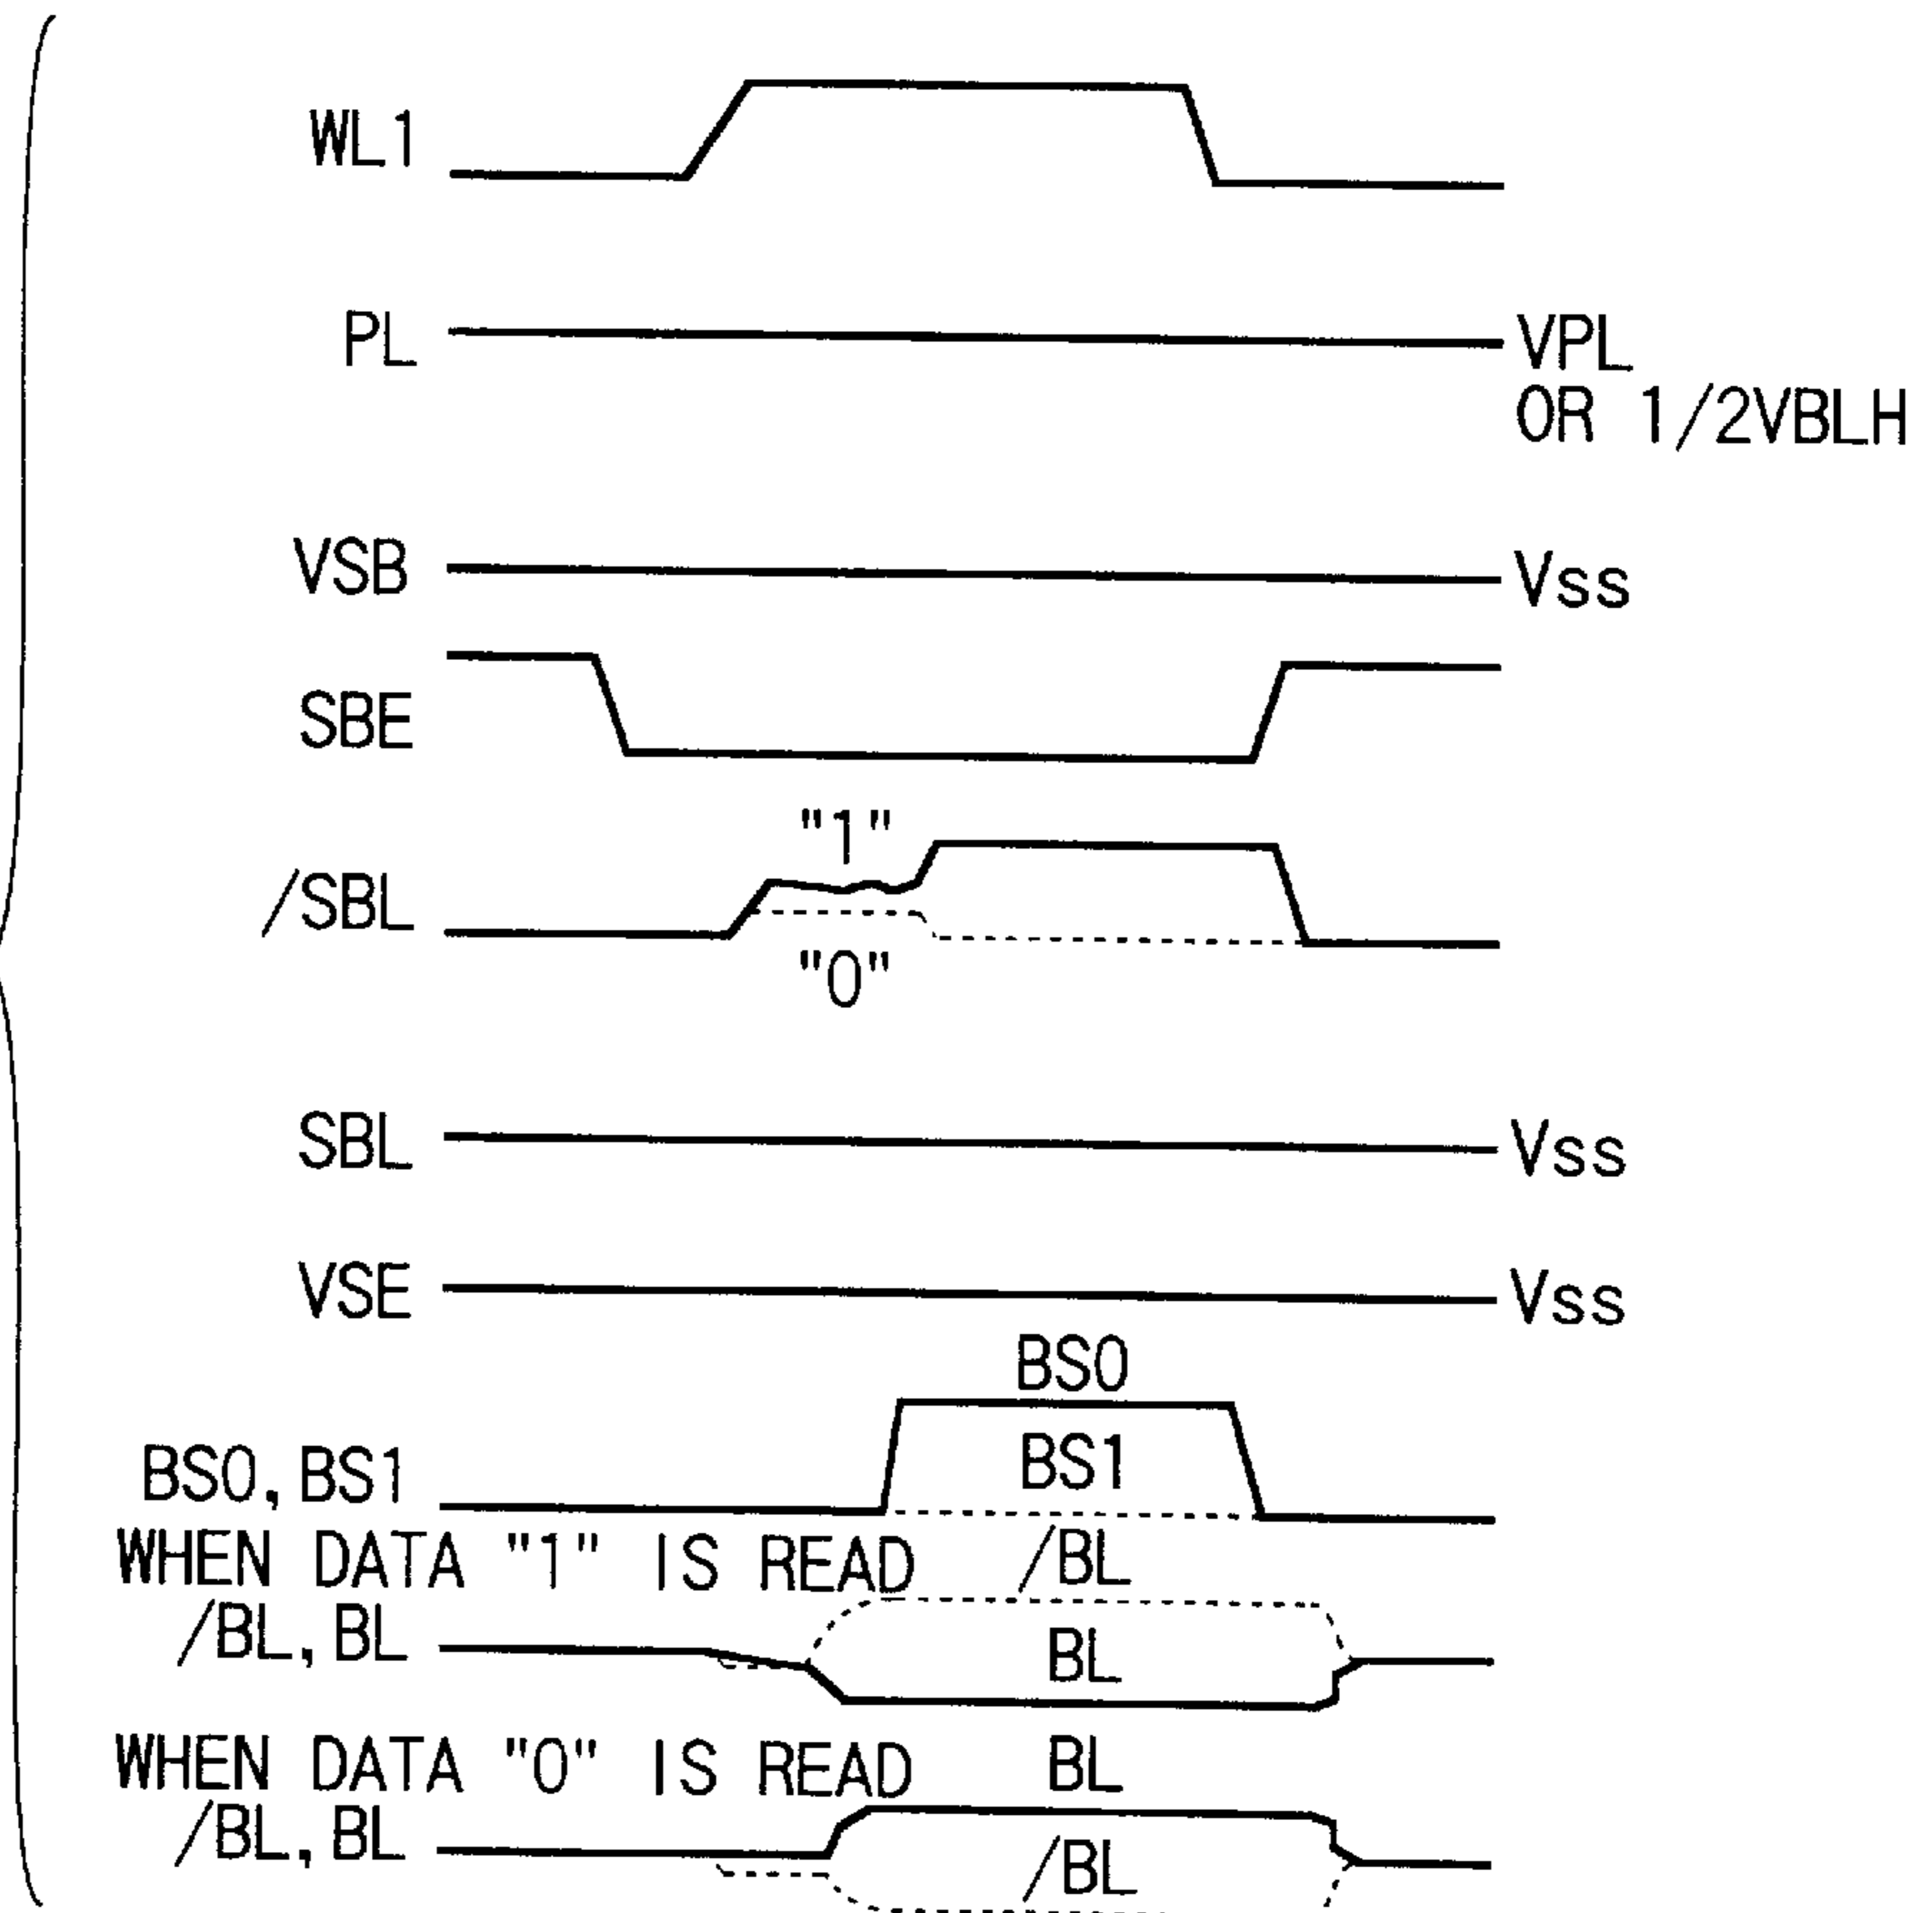 WL1
PL
VPL
OR 1/2VBLH
VSB
Vss
SBE
"1"
/SBL
"0"
SBL
Vss
VSE
Vss
BS0
BS0, BS1
BS1
WHEN DATA "1" IS READ
/BL
/BL, BL
BL
WHEN DATA "0" IS READ
BL
/BL, BL
/BL